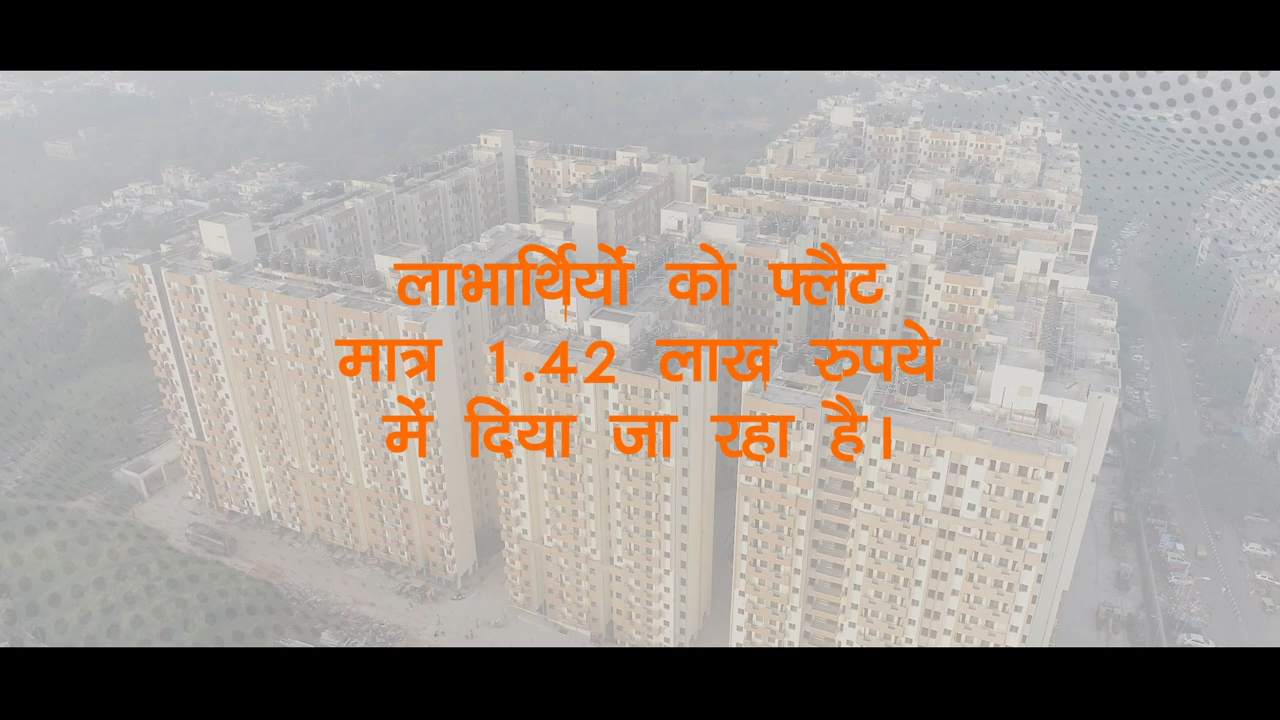 लाभार्थियों को फ्लैट
मात्र 1.42 लाख रुपये
में दिया जा रहा है।